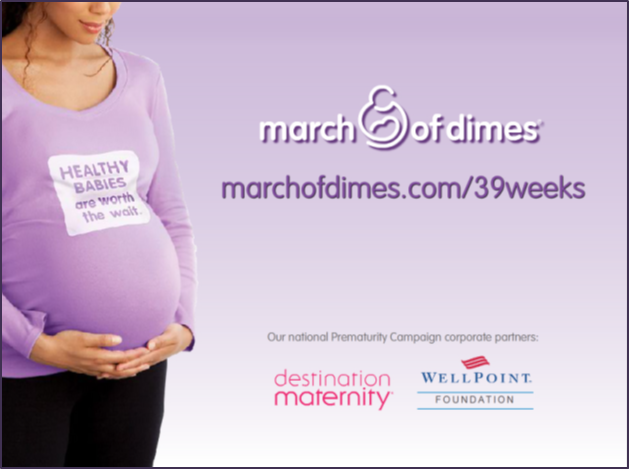 HEALTHY
BABIES
are worth
the wait.
march of dimes®
marchofdimes.com/39weeks
Our national Prematurity Campaign corporate partners:
destination
maternity
WELLPOINT.
FOUNDATION